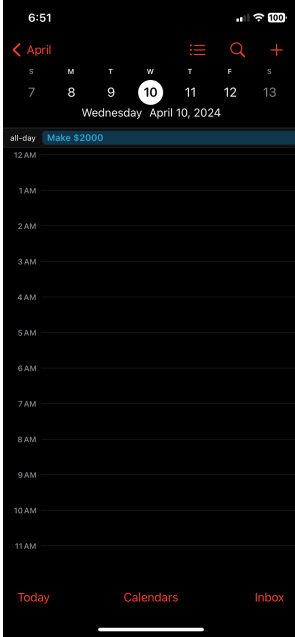 6:51 100
April
S M T W T F S
7 8 9 10 11 12 13
Wednesday April 10, 2024
all-day Make $2000
12 AM
1 AM
2 AM
3 AM
4 AM
5 AM
6 AM
7 AM
8 AM
9 AM
10 AM
11 AM
Today Calendars Inbox